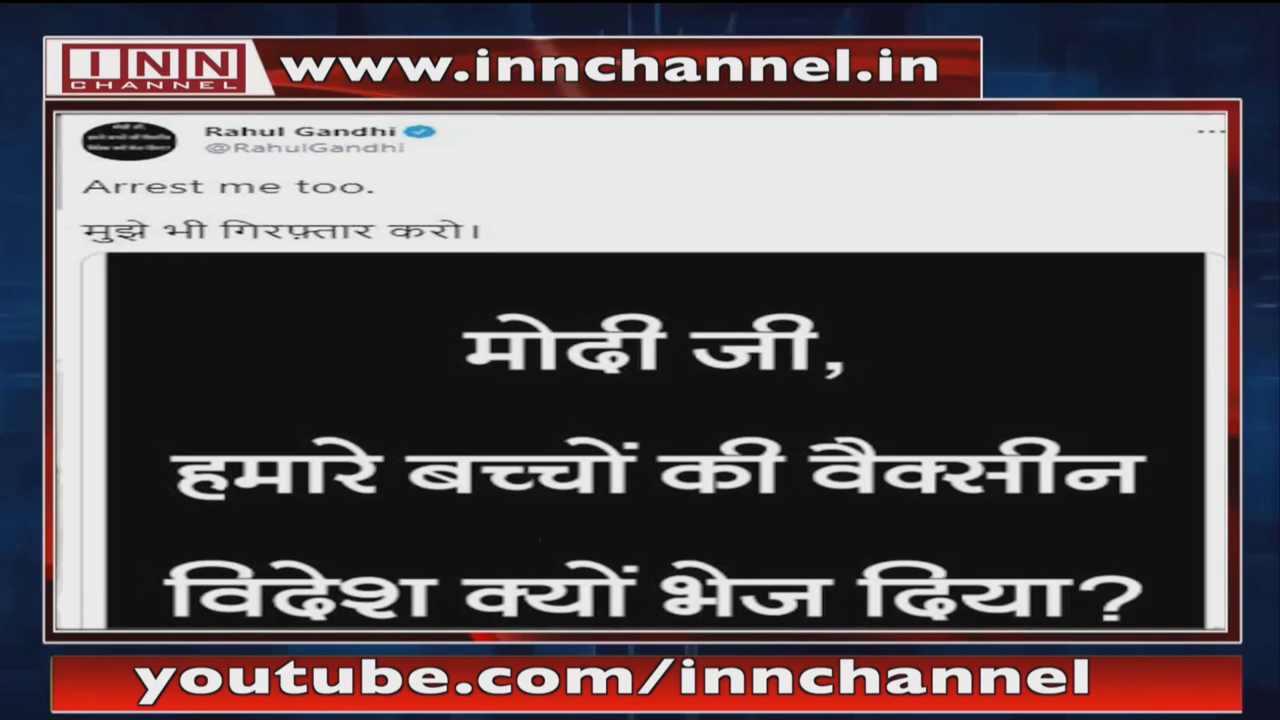 INN
CHANNEL
www.innchannel.in
Rahul Gandhi
@RahulGandhi
Arrest me too.
मुझे भी गिरफ़्तार करो।
मोदी जी,
हमारे बच्चों की वैक्सीन
विदेश क्यों भेज दिया?
youtube.com/innchannel